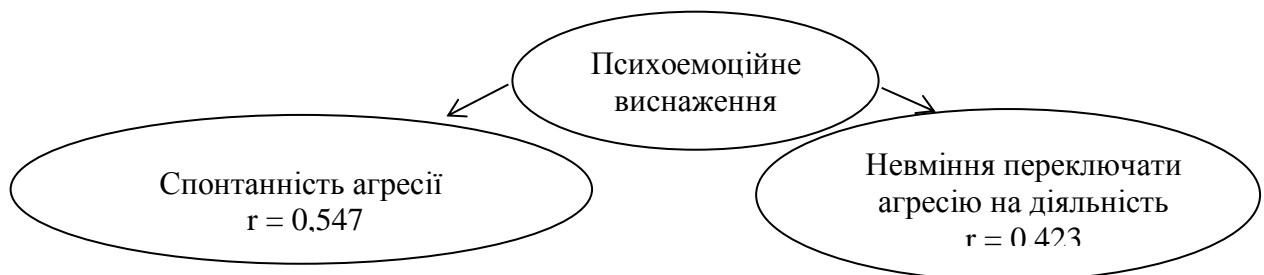 Психоемоційне
виснаження
Спонтанність агресії
r = 0,547
Невміння переключати
агресію на діяльність
r = 0,423